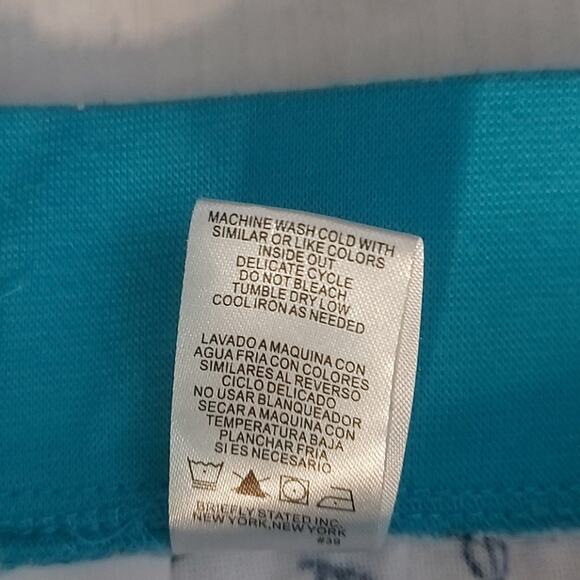 MACHINE WASH COLD WITH
SIMILAR OR LIKE COLORS
INSIDE OUT
DELICATE CYCLE
DO NOT BLEACH
TUMBLE DRY LOW
COOL IRON AS NEEDED
LAVADO A MAQUINA CON
AGUA FRIA CON COLORES
SIMILARES AL REVERSO
CICLO DELICADO
NO USAR BLANQUEADOR
SECAR A MAQUINA CON
TEMPERATURA BAJA
PLANCHAR FRIA
SI ES NECESARIO
BRIEFLY STATED INC.
NEW YORK, NEW YORK
#39